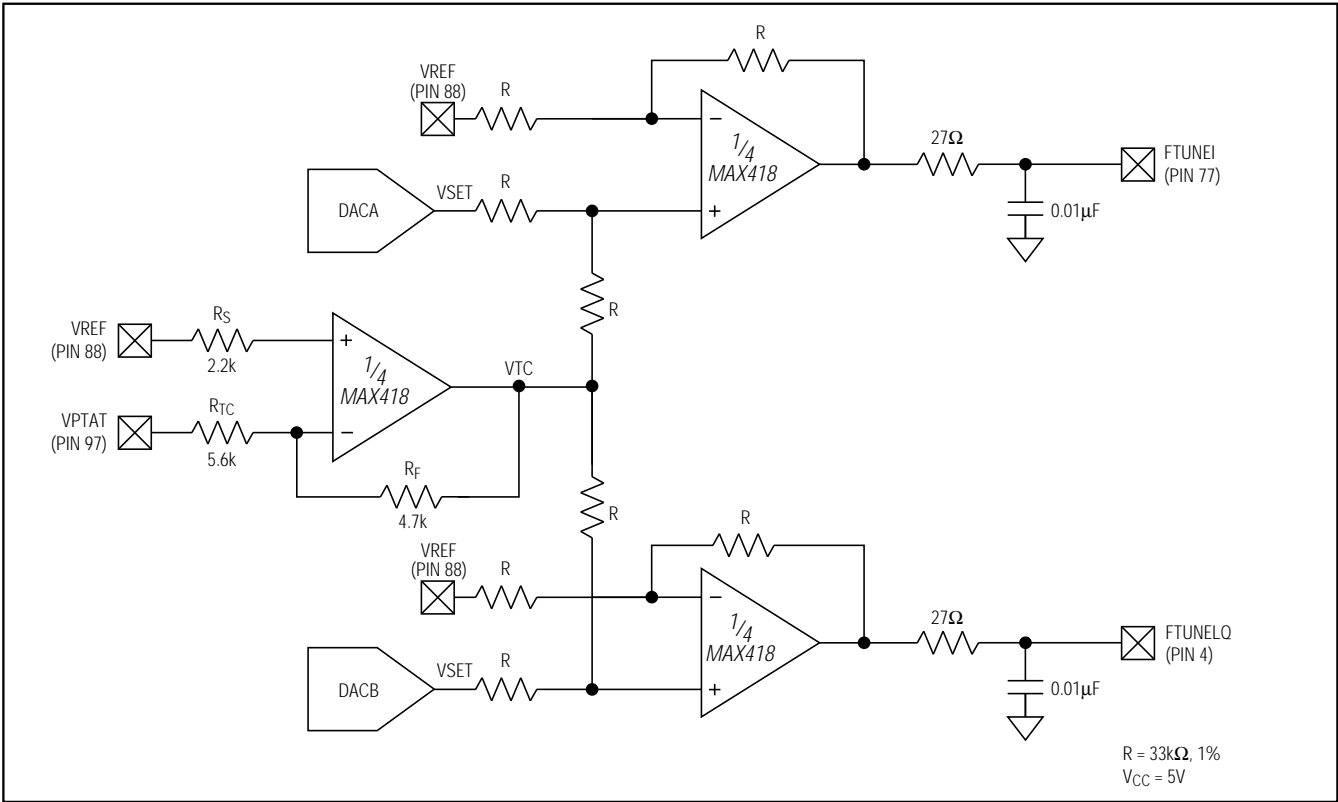 R
VREF
(PIN 88)
R
1/4
MAX418
27Ω
FTUNEI
(PIN 77)
DACA
VSET
R
0.01µF
R
VREF
(PIN 88)
RS
2.2k
1/4
MAX418
VTC
VPTAT
(PIN 97)
RTC
5.6k
RF
4.7k
R
VREF
(PIN 88)
R
R
1/4
MAX418
27Ω
FTUNELQ
(PIN 4)
DACB
VSET
R
0.01µF
R = 33kΩ, 1%
VCC = 5V